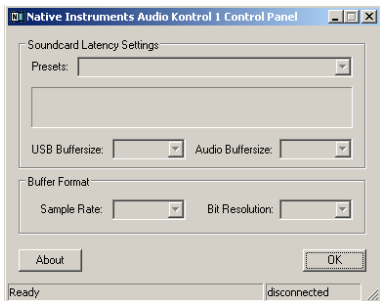 Native Instruments Audio Kontrol 1 Control Panel
Soundcard Latency Settings
Presets:
USB Buffersize: Audio Buffersize:
Buffer Format
Sample Rate: Bit Resolution:
About OK
Ready disconnected